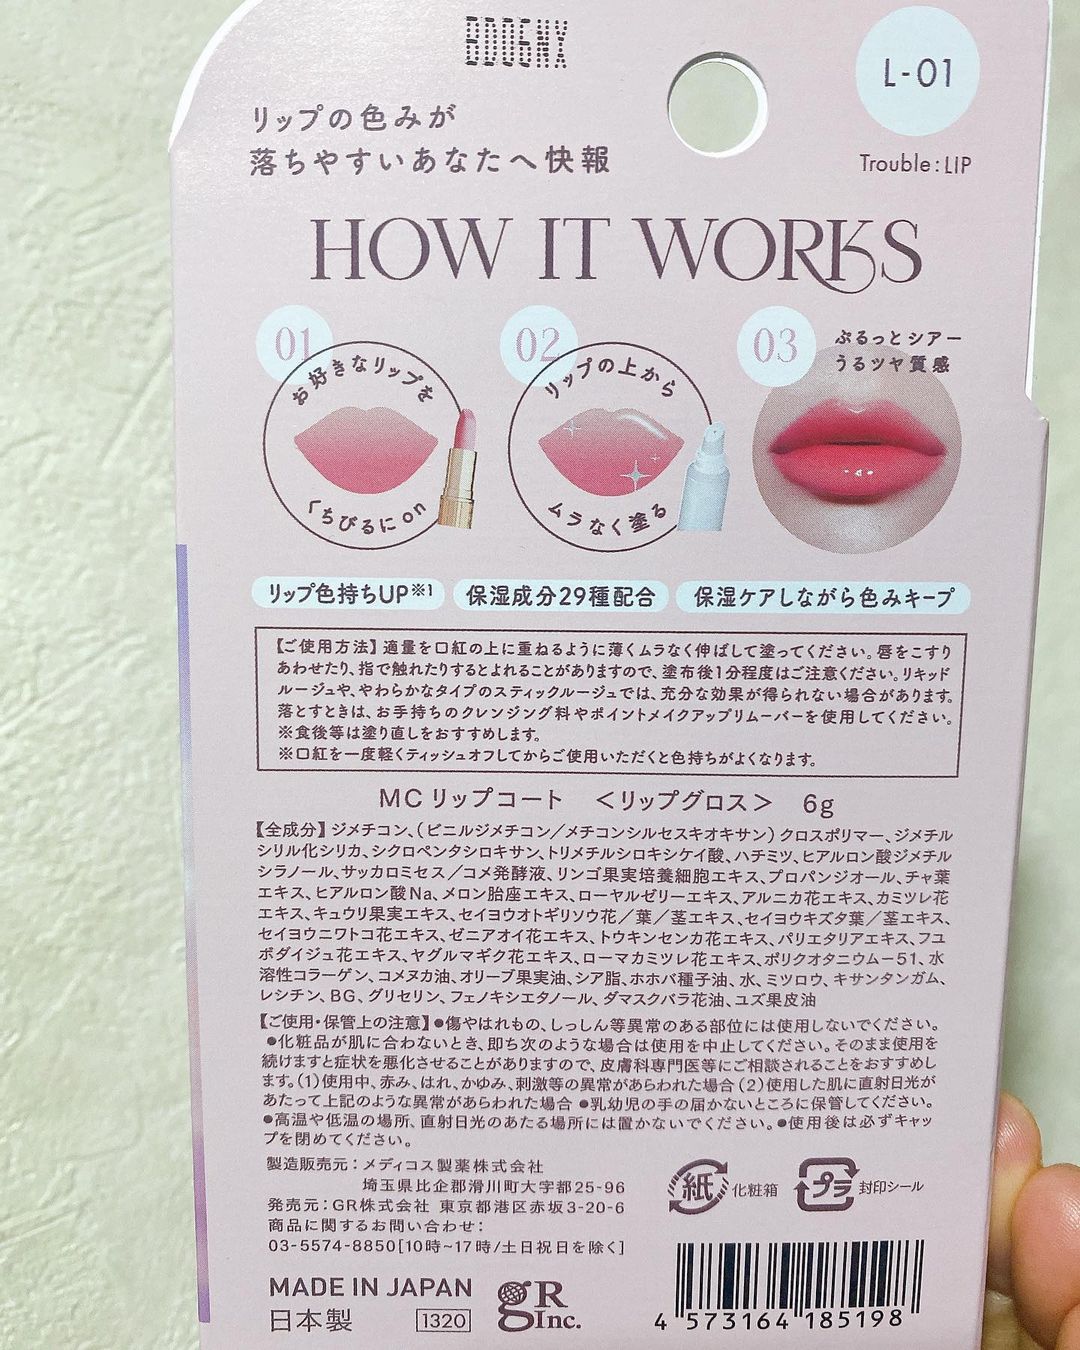 L-01
Trouble:LIP
リップの色みが
落ちやすいあなたへ快報
HOW IT WORKS
01
お好きなリップを
くちびるにon
02
リップの上から
ムラなく塗る
03
ぷるっとシアー
うるツヤ質感
リップ色持ちUP※1
保湿成分29種配合
保湿ケアしながら色みキープ
【ご使用方法】適量を口紅の上に重ねるように薄くムラなく伸ばして塗ってください。唇をこすり
あわせたり、指で触れたりするとよれることがありますので、塗布後1分程度はご注意ください。リキッド
ルージュや、やわらかなタイプのスティックルージュでは、充分な効果が得られない場合があります。
落とすときは、お手持ちのクレンジング料やポイントメイクアップリムーバーを使用してください。
※食後等は塗り直しをおすすめします。
※口紅を一度軽くティッシュオフしてからご使用いただくと色持ちがよくなります。
MCリップコート ＜リップグロス＞ 6g
【全成分】ジメチコン、（ビニルジメチコン／メチコンシルセスキオキサン）クロスポリマー、ジメチル
シリル化シリカ、シクロペンタシロキサン、トリメチルシロキシケイ酸、ハチミツ、ヒアルロン酸ジメチル
シラノール、サッカロミセス／コメ発酵液、リンゴ果実培養細胞エキス、プロパンジオール、チャ葉
エキス、ヒアルロン酸Na、メロン胎座エキス、ローヤルゼリーエキス、アルニカ花エキス、カミツレ花
エキス、キュウリ果実エキス、セイヨウオトギリソウ花／葉／茎エキス、セイヨウキズタ葉／茎エキス、
セイヨウニワトコ花エキス、ゼニアオイ花エキス、トウキンセンカ花エキス、パリエタリアエキス、フユ
ボダイジュ花エキス、ヤグルマギク花エキス、ローマカミツレ花エキス、ポリクオタニウムー51、水
溶性コラーゲン、コメヌカ油、オリーブ果実油、シア脂、ホホバ種子油、水、ミツロウ、キサンタンガム、
レシチン、BG、グリセリン、フェノキシエタノール、ダマスクバラ花油、ユズ果皮油
【ご使用・保管上の注意】●傷やはれもの、しっしん等異常のある部位には使用しないでください。
●化粧品が肌に合わないとき、即ち次のような場合は使用を中止してください。そのまま使用を
続けますと症状を悪化させることがありますので、皮膚科専門医等にご相談されることをおすすめし
ます。(1)使用中、赤み、はれ、かゆみ、刺激等の異常があらわれた場合 (2)使用した肌に直射日光が
あたって上記のような異常があらわれた場合 ●乳幼児の手の届かないところに保管してください。
●高温や低温の場所、直射日光のあたる場所には置かないでください。●使用後は必ずキャッ
プを閉めてください。
製造販売元：メディコス製薬株式会社
埼玉県比企郡滑川町大字都25-96
発売元：GR株式会社 東京都港区赤坂3-20-6
商品に関するお問い合わせ：
03-5574-8850[10時~17時/土日祝日を除く]
紙 化粧箱
プラ 封印シール
MADE IN JAPAN
日本製
1320
gR Inc.
4 573164 185198